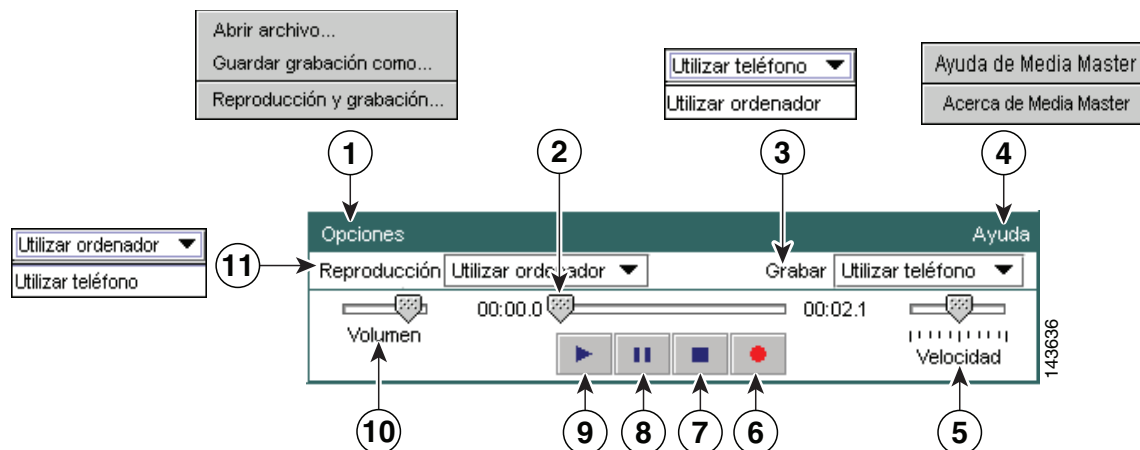 Abrir archivo...
Guardar grabación como...
Reproducción y grabación...
Utilizar teléfono
Utilizar ordenador
Ayuda de Media Master
Acerca de Media Master
1
2
3
4
Opciones
Ayuda
Utilizar ordenador
Utilizar teléfono
11
Reproducción
Utilizar ordenador
Grabar
Utilizar teléfono
00:00.0
00:02.1
Volumen
Velocidad
143636
10
9
8
7
6
5